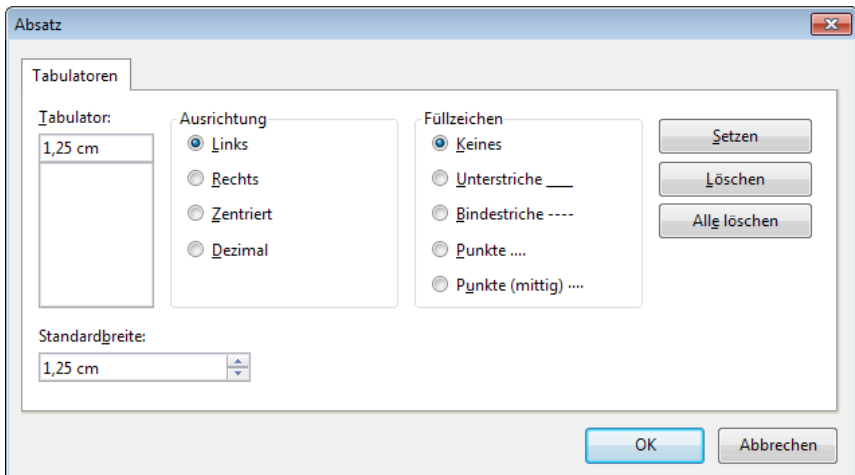 Absatz
Tabulatoren
Tabulator:
1,25 cm
Ausrichtung
Links
Rechts
Zentriert
Dezimal
Füllzeichen
Keines
Unterstriche ___
Bindestriche ----
Punkte ....
Punkte (mittig) ····
Setzen
Löschen
Alle löschen
Standardbreite:
1,25 cm
OK
Abbrechen